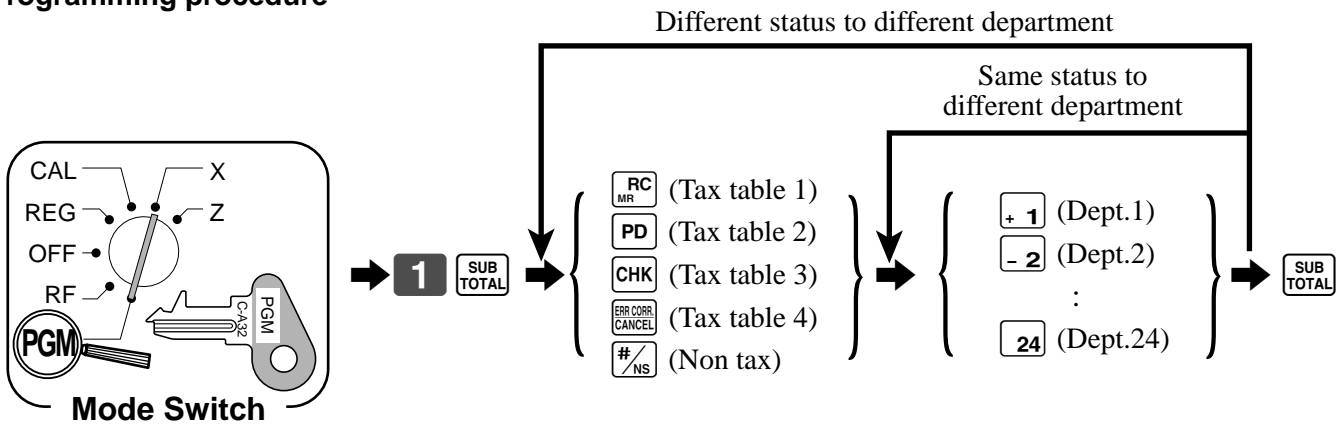 rogramming procedure
Different status to different department
Same status to
different department
CAL
X
REG
Z
OFF
RF
PGM
PGM
C-A32
Mode Switch
1
SUB
TOTAL
RC
MR
(Tax table 1)
PD (Tax table 2)
CHK (Tax table 3)
ERR CORR.
CANCEL
(Tax table 4)
#/NS (Non tax)
+ 1 (Dept.1)
- 2 (Dept.2)
:
24 (Dept.24)
SUB
TOTAL